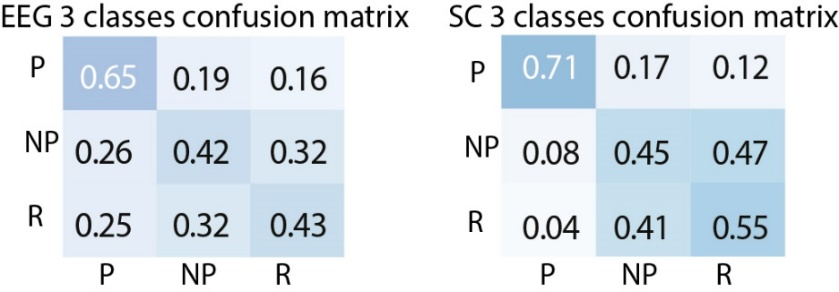 EEG 3 classes confusion matrix
P 0.65 0.19 0.16
NP 0.26 0.42 0.32
R 0.25 0.32 0.43
P NP R
SC 3 classes confusion matrix
P 0.71 0.17 0.12
NP 0.08 0.45 0.47
R 0.04 0.41 0.55
P NP R